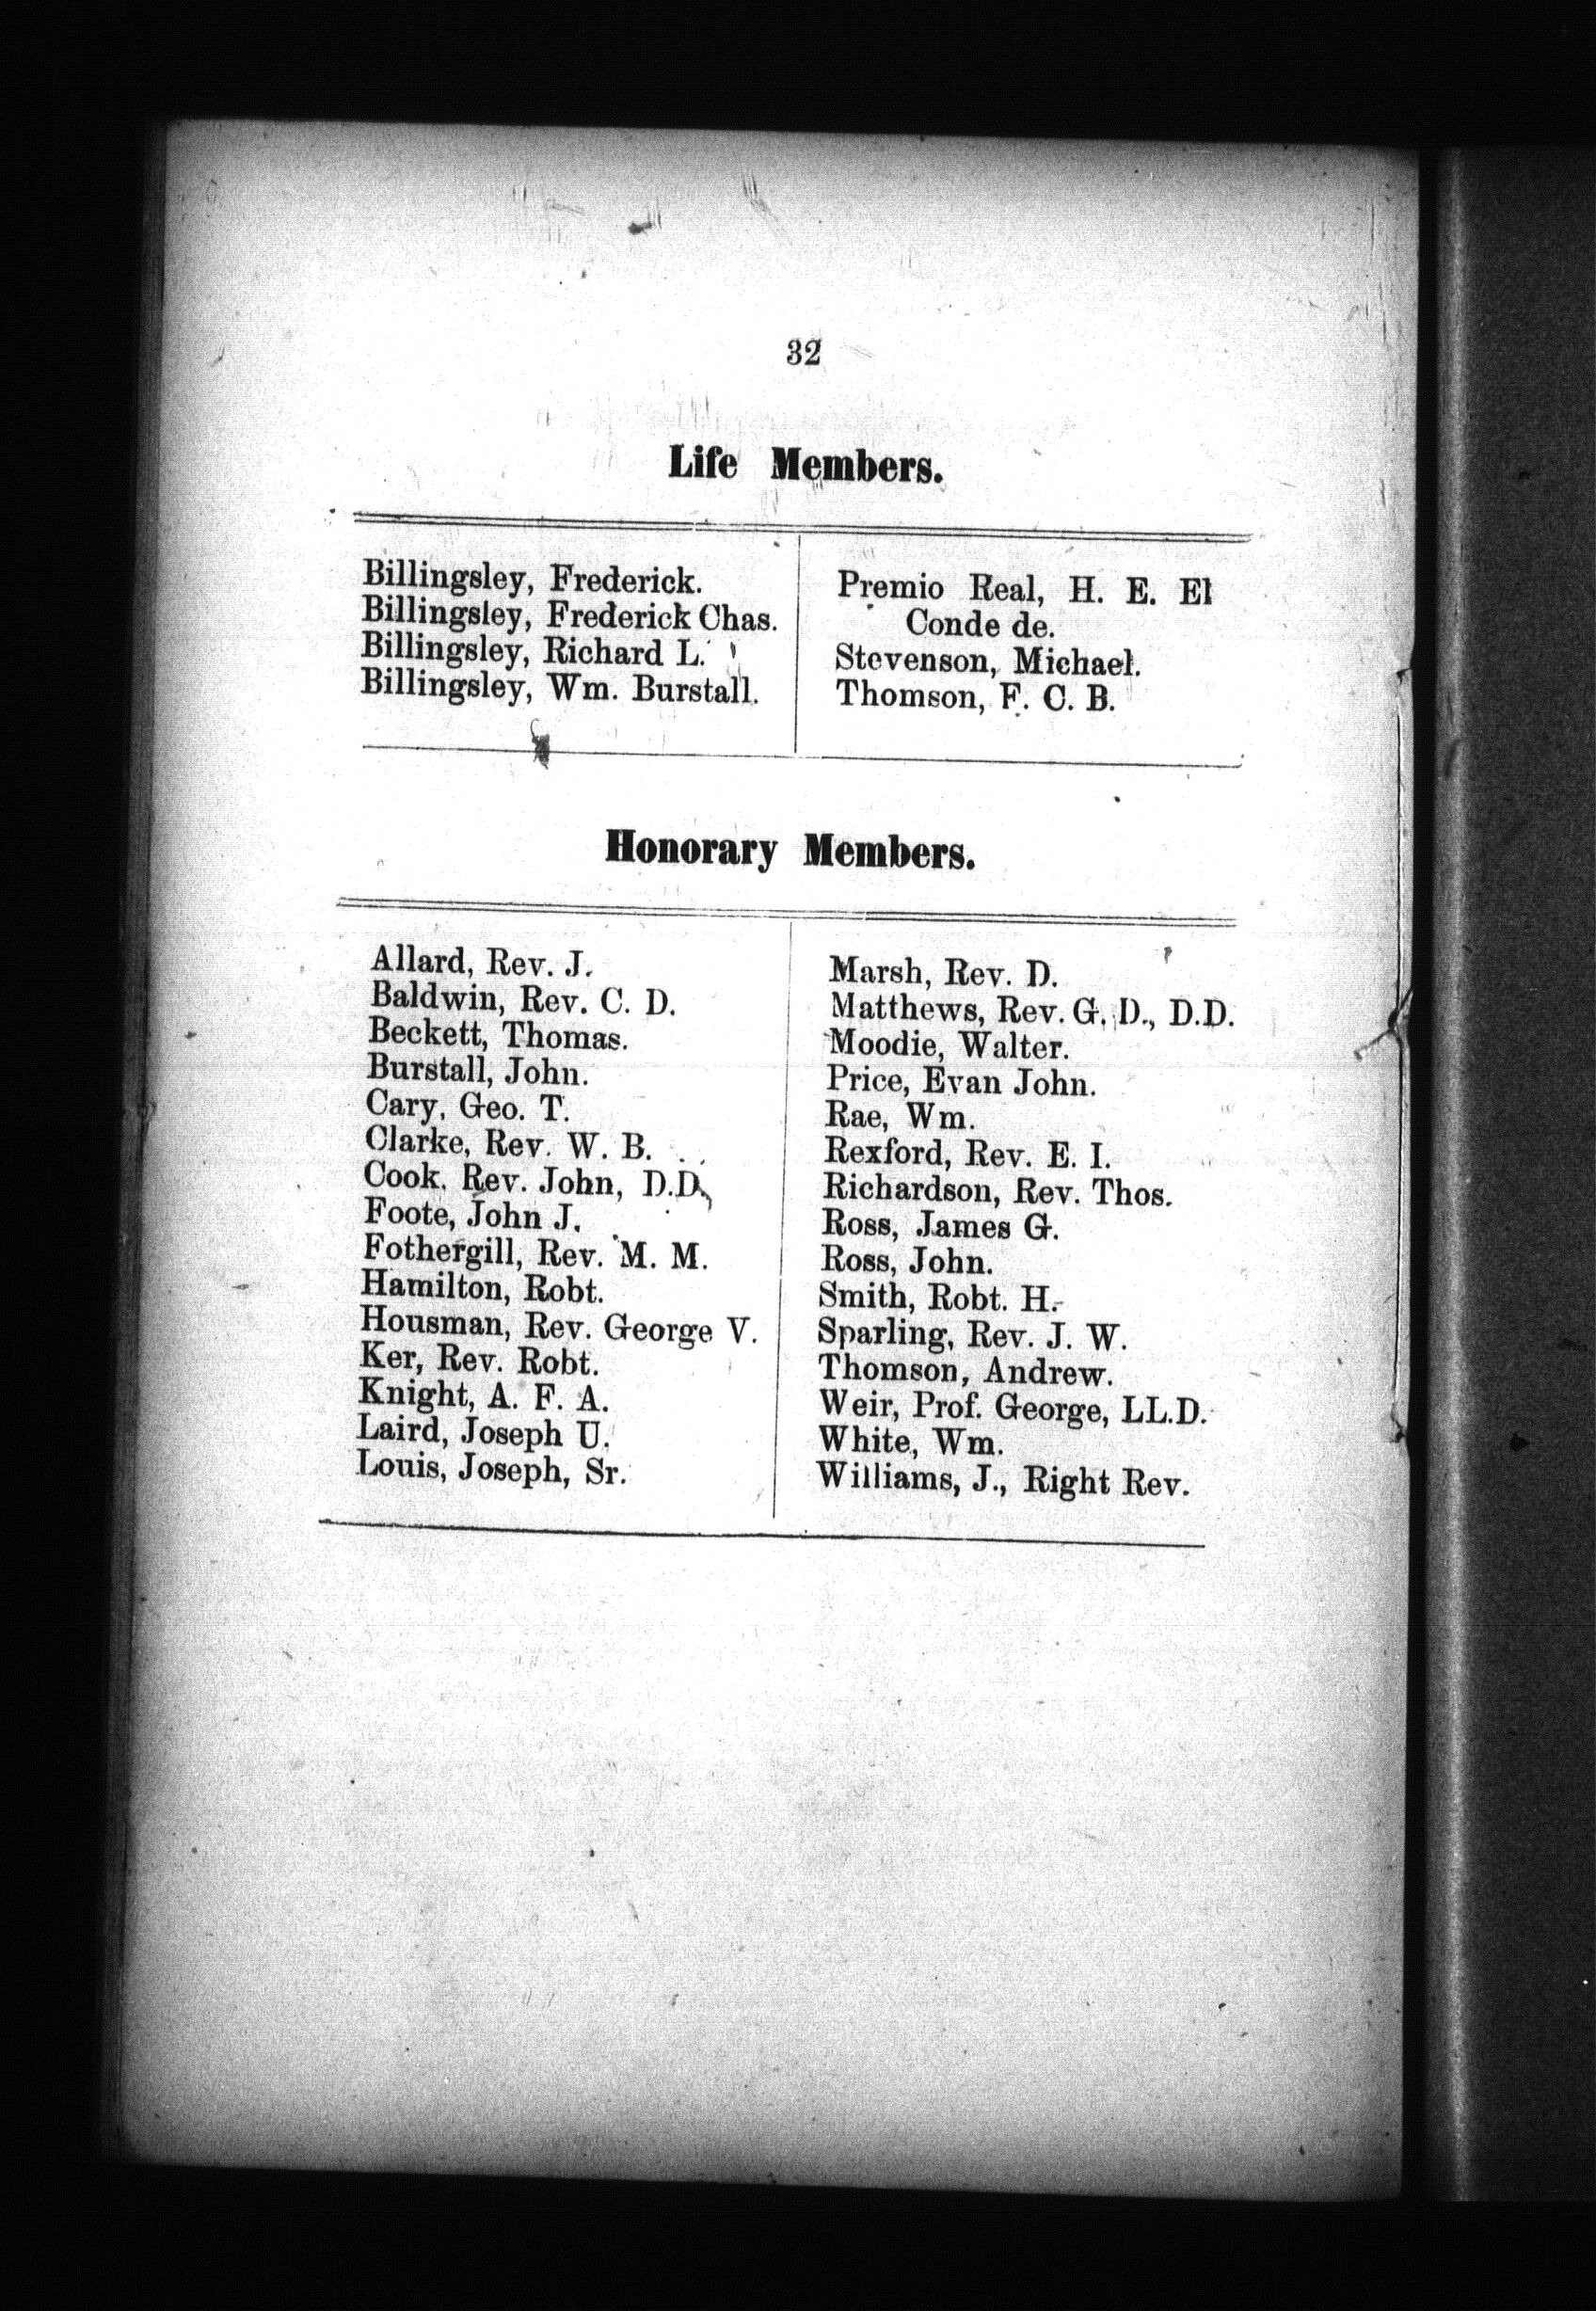 32
Life Members.
Billingsley, Frederick.
Billingsley, Frederick Chas.
Billingsley, Richard L.
Billingsley, Wm. Burstall.
Premio Real, H. E. El
Conde de.
Stevenson, Michael.
Thomson, F. C. B.
Honorary Members.
Allard, Rev. J.
Baldwin, Rev. C. D.
Beckett, Thomas.
Burstall, John.
Cary, Geo. T.
Clarke, Rev. W. B.
Cook, Rev. John, D.D.
Foote, John J.
Fothergill, Rev. M. M.
Hamilton, Robt.
Housman, Rev. George V.
Ker, Rev. Robt.
Knight, A. F. A.
Laird, Joseph U.
Louis, Joseph, Sr.
Marsh, Rev. D.
Matthews, Rev. G. D., D.D.
Moodie, Walter.
Price, Evan John.
Rae, Wm.
Rexford, Rev. E. I.
Richardson, Rev. Thos.
Ross, James G.
Ross, John.
Smith, Robt. H.
Sparling, Rev. J. W.
Thomson, Andrew.
Weir, Prof. George, LL.D.
White, Wm.
Williams, J., Right Rev.